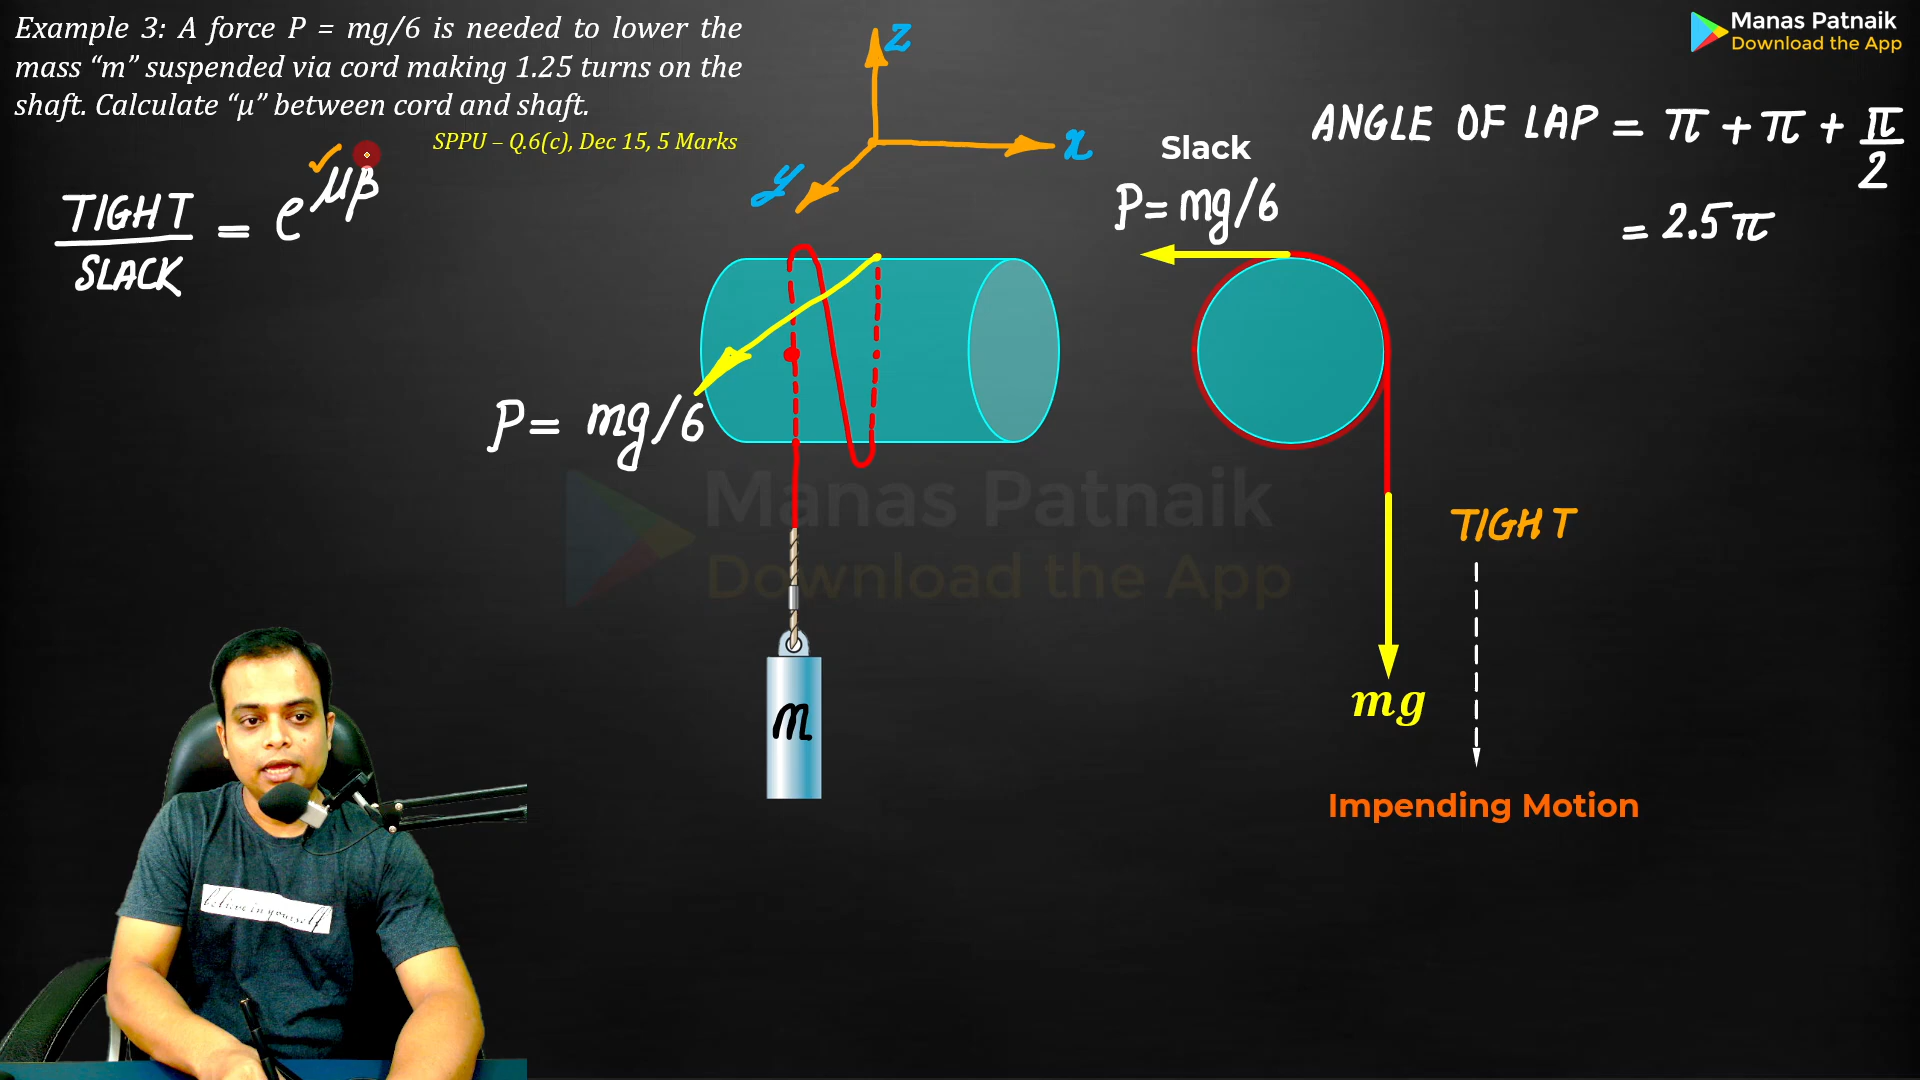 Example 3: A force P = mg/6 is needed to lower the
mass “m” suspended via cord making 1.25 turns on the
shaft. Calculate “μ” between cord and shaft.
SPPU – Q.6(c), Dec 15, 5 Marks
Manas Patnaik
Download the App
TIGHT
SLACK
= e^μβ
z
x
y
Slack
P = mg/6
ANGLE OF LAP = π + π + π/2
= 2.5π
P = mg/6
Manas Patnaik
Download the App
TIGHT
mg
m
Impending Motion
believe in yourself